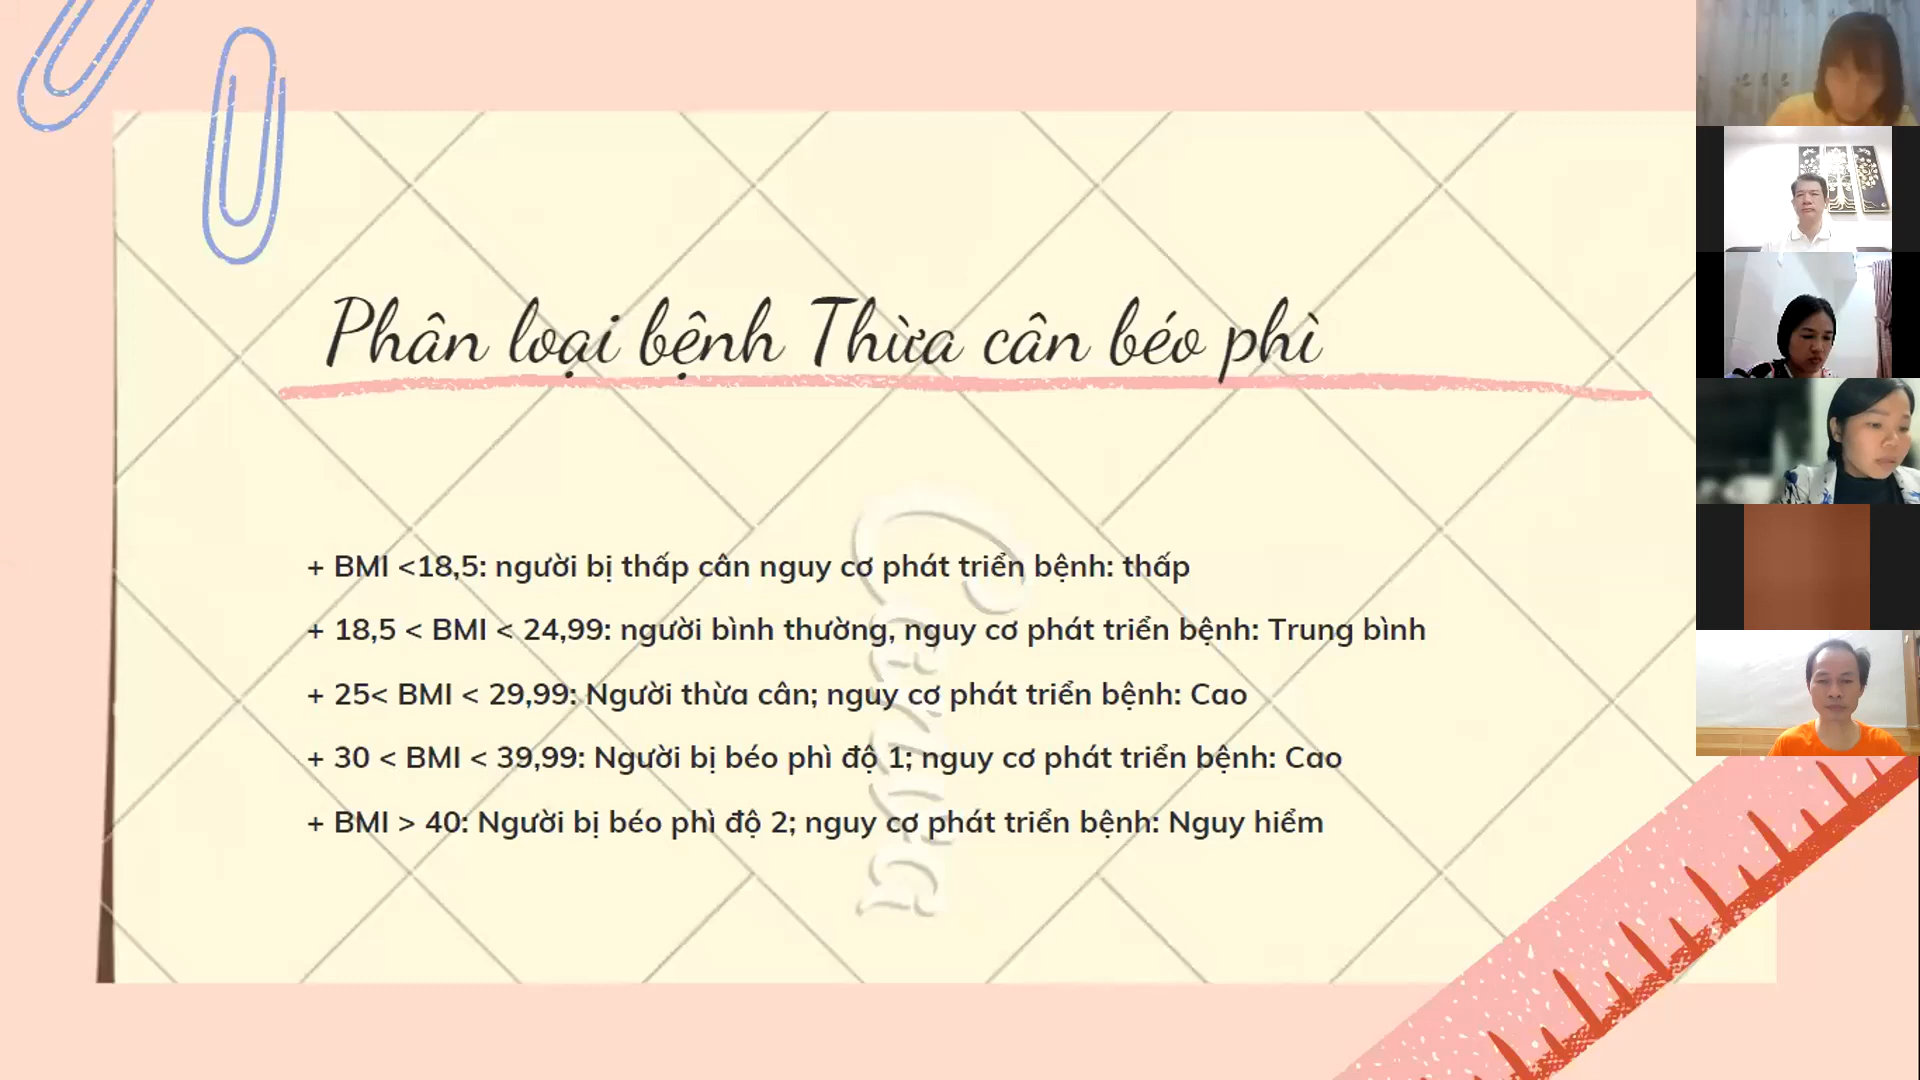 Phân loại bệnh Thừa cân béo phì
+ BMI <18,5: người bị thấp cân nguy cơ phát triển bệnh: thấp
+ 18,5 < BMI < 24,99: người bình thường, nguy cơ phát triển bệnh: Trung bình
+ 25< BMI < 29,99: Người thừa cân; nguy cơ phát triển bệnh: Cao
+ 30 < BMI < 39,99: Người bị béo phì độ 1; nguy cơ phát triển bệnh: Cao
+ BMI > 40: Người bị béo phì độ 2; nguy cơ phát triển bệnh: Nguy hiểm
Canva